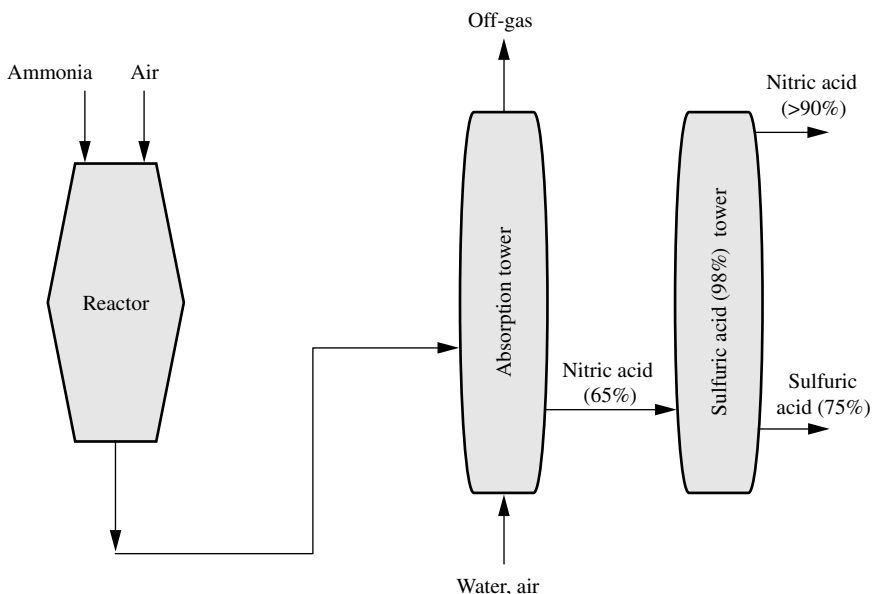 Off-gas
Ammonia
Air
Nitric acid
(>90%)
Reactor
Absorption tower
Sulfuric acid (98%) tower
Nitric acid
(65%)
Sulfuric
acid (75%)
Water, air